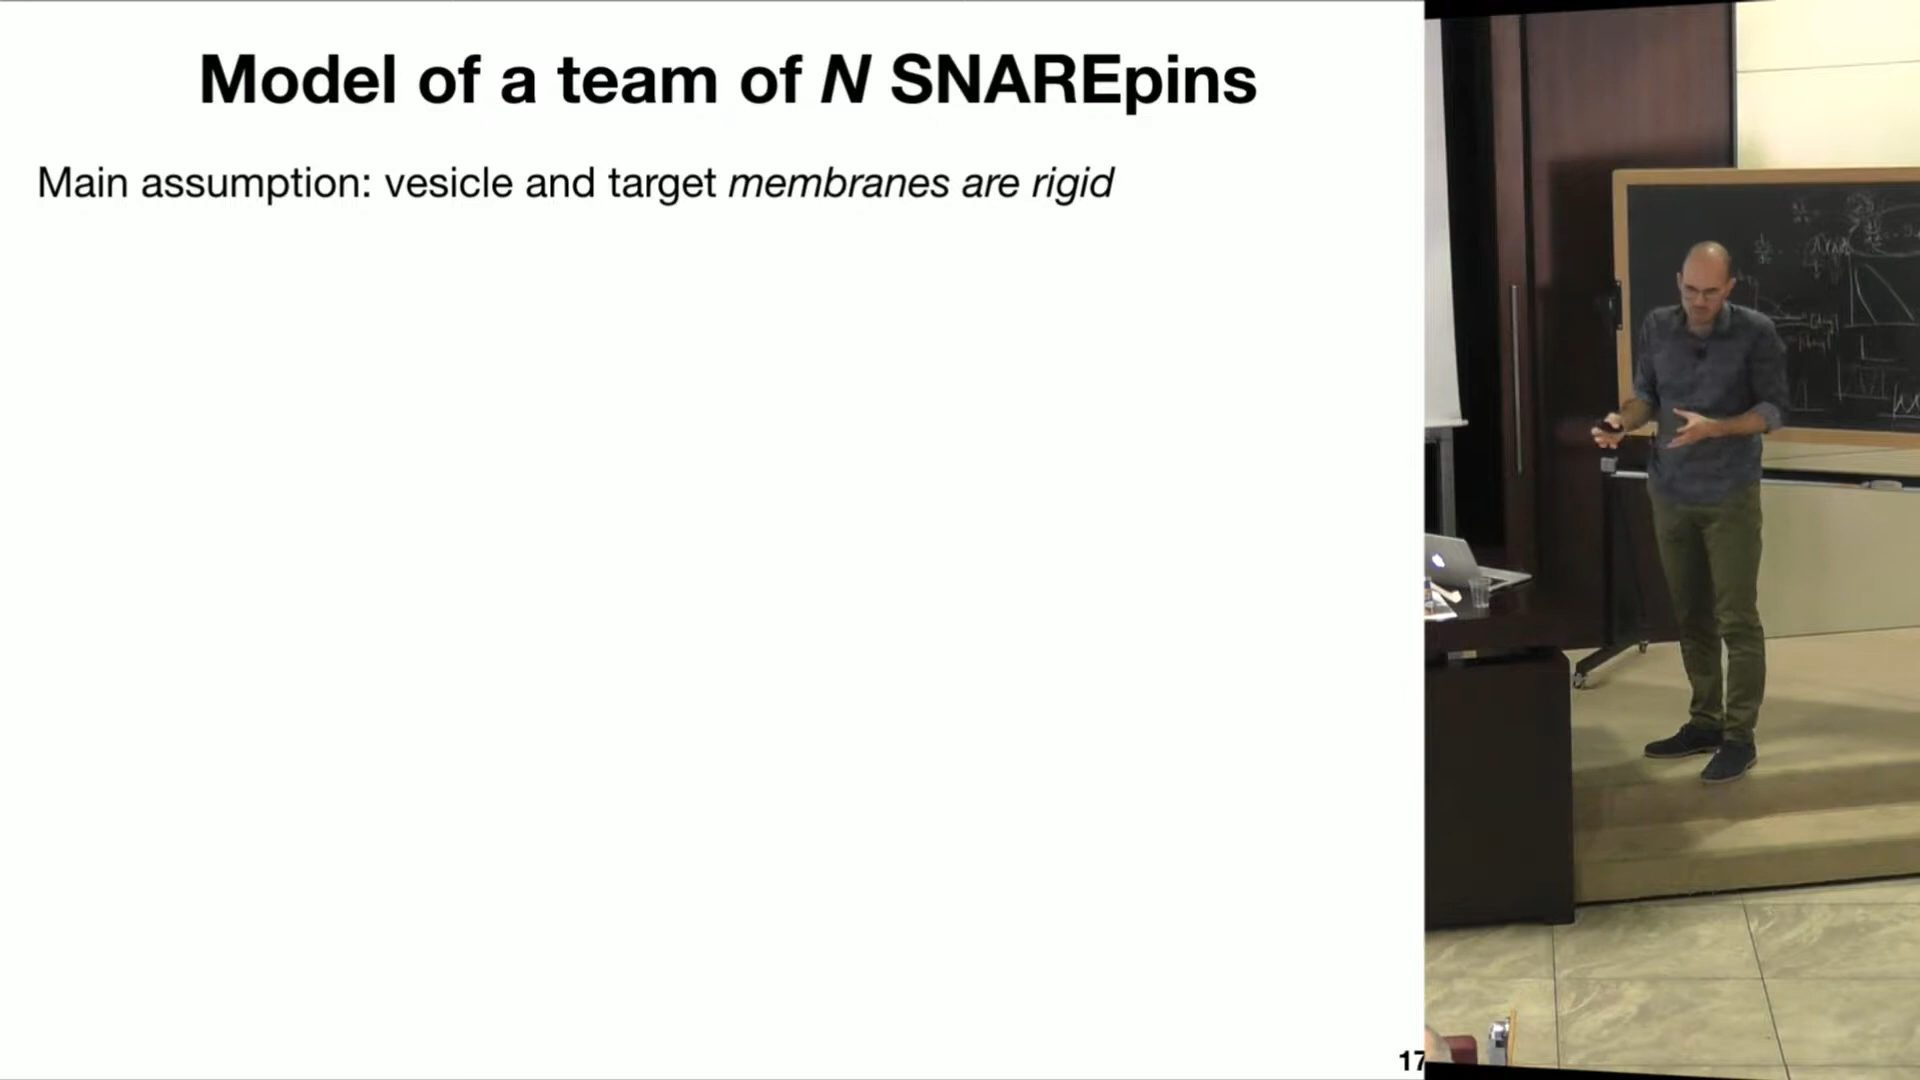 Model of a team of N SNAREpins
Main assumption: vesicle and target membranes are rigid
17